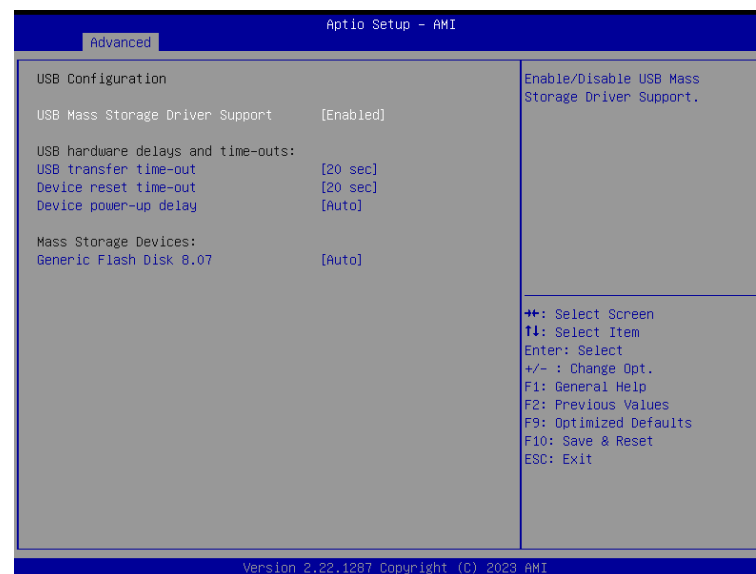 Aptio Setup – AMI
Advanced
USB Configuration
USB Mass Storage Driver Support [Enabled]
USB hardware delays and time-outs:
USB transfer time-out [20 sec]
Device reset time-out [20 sec]
Device power-up delay [Auto]
Mass Storage Devices:
Generic Flash Disk 8.07 [Auto]
Enable/Disable USB Mass
Storage Driver Support.
→←: Select Screen
↑↓: Select Item
Enter: Select
+/- : Change Opt.
F1: General Help
F2: Previous Values
F9: Optimized Defaults
F10: Save & Reset
ESC: Exit
Version 2.22.1287 Copyright (C) 2023 AMI